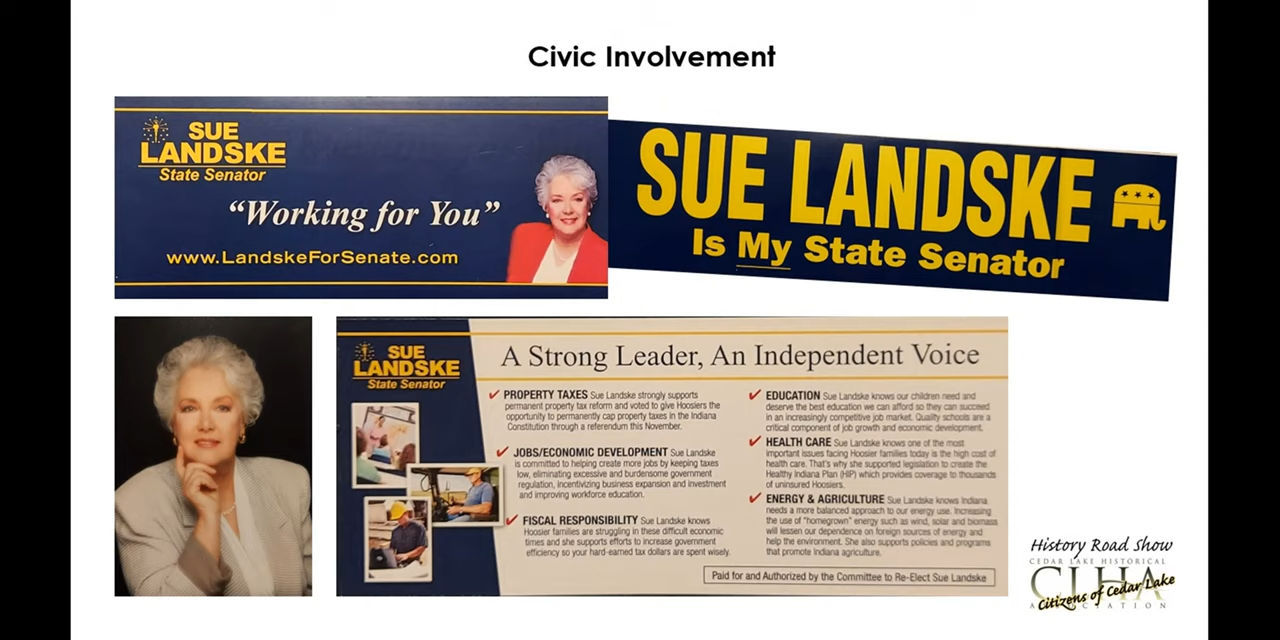 Civic Involvement
SUE
LANDSKE
State Senator
“Working for You”
www.LandskeForSenate.com
SUE LANDSKE
Is My State Senator
SUE
LANDSKE
State Senator
A Strong Leader, An Independent Voice
✓ PROPERTY TAXES Sue Landske strongly supports
permanent property tax reform and voted to give Hoosiers the
opportunity to permanently cap property taxes in the Indiana
Constitution through a referendum this November.
✓ JOBS/ECONOMIC DEVELOPMENT Sue Landske
is committed to helping create more jobs by keeping taxes
low, eliminating excessive and burdensome government
regulation, incentivizing business expansion and investment
and improving workforce education.
✓ FISCAL RESPONSIBILITY Sue Landske knows
Hoosier families are struggling in these difficult economic
times and she supports efforts to increase government
efficiency so your hard-earned tax dollars are spent wisely.
✓ EDUCATION Sue Landske knows our children need and
deserve the best education we can afford so they can succeed
in an increasingly competitive job market. Quality schools are a
critical component of job growth and economic development.
✓ HEALTH CARE Sue Landske knows one of the most
important issues facing Hoosier families today is the high cost of
health care. That's why she supported legislation to create the
Healthy Indiana Plan (HIP) which provides coverage to thousands
of uninsured Hoosiers.
✓ ENERGY & AGRICULTURE Sue Landske knows Indiana
needs a more balanced approach to our energy use. Increasing
the use of "homegrown" energy such as wind, solar and biomass
will lessen our dependence on foreign sources of energy and
help the environment. She also supports policies and programs
that promote Indiana agriculture.
Paid for and Authorized by the Committee to Re-Elect Sue Landske
History Road Show
CEDAR LAKE HISTORICAL
CLHA
Citizens of Cedar Lake
ASSOCIATION